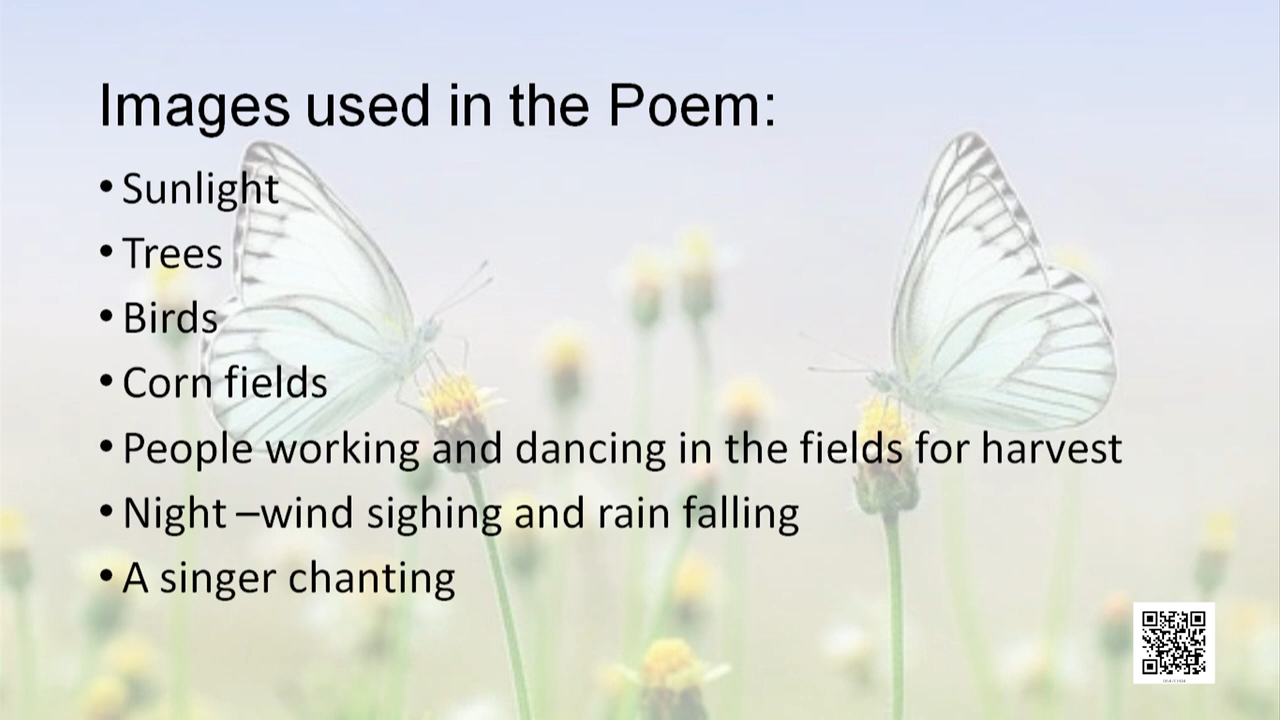 Images used in the Poem:
• Sunlight
• Trees
• Birds
• Corn fields
• People working and dancing in the fields for harvest
• Night –wind sighing and rain falling
• A singer chanting